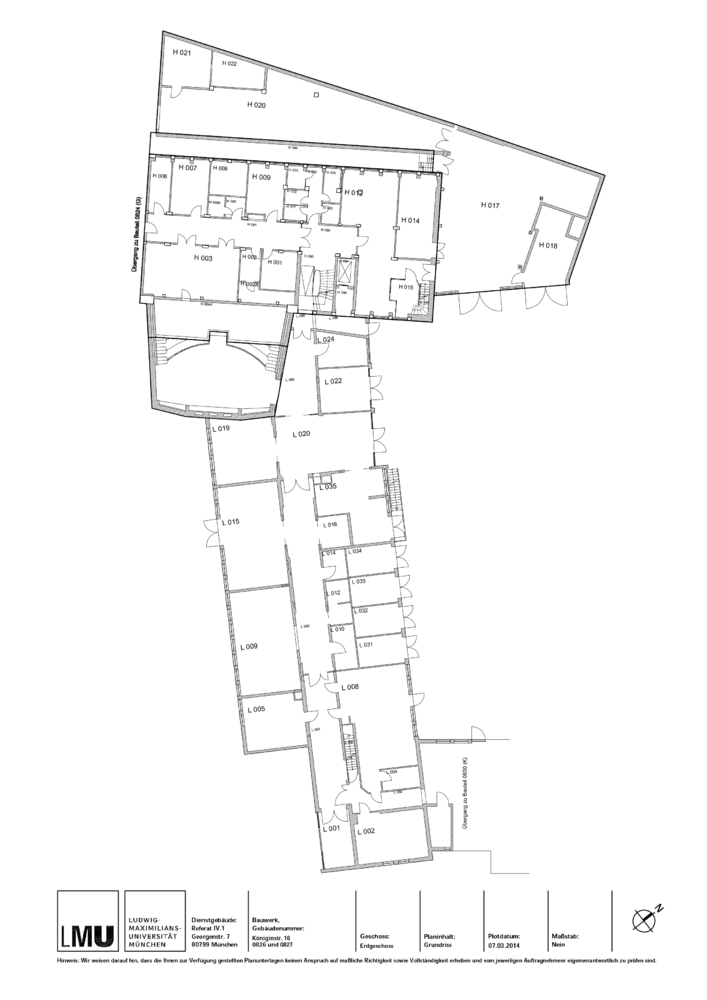 H 021
H 022
H 020
H 017
H 018
H 006
H 007
H 008
H 009
H 012
H 014
H 003
H 002
H 001
H 002A
H 015
Übergang zu Bauteil 0824 (G)
L 024
L 022
L 019
L 020
L 035
L 015
L 016
L 014
L 034
L 033
L 012
L 032
L 010
L 031
L 009
L 008
L 005
L 004
L 001
L 002
Übergang zu Bauteil 0830 (K)
N
LMU
LUDWIG-
MAXIMILIANS-
UNIVERSITÄT
MÜNCHEN
Dienstgebäude:
Referat IV.1
Georgenstr. 7
80799 München
Bauwerk,
Gebäudenummer:
Königinstr. 16
0826 und 0827
Geschoss:
Erdgeschoss
Planinhalt:
Grundriss
Plotdatum:
07.03.2014
Maßstab:
Nein
Hinweis: Wir weisen darauf hin, dass die Ihnen zur Verfügung gestellten Planunterlagen keinen Anspruch auf maßliche Richtigkeit sowie Vollständigkeit erheben und vom jeweiligen Auftragnehmer eigenverantwortlich zu prüfen sind.